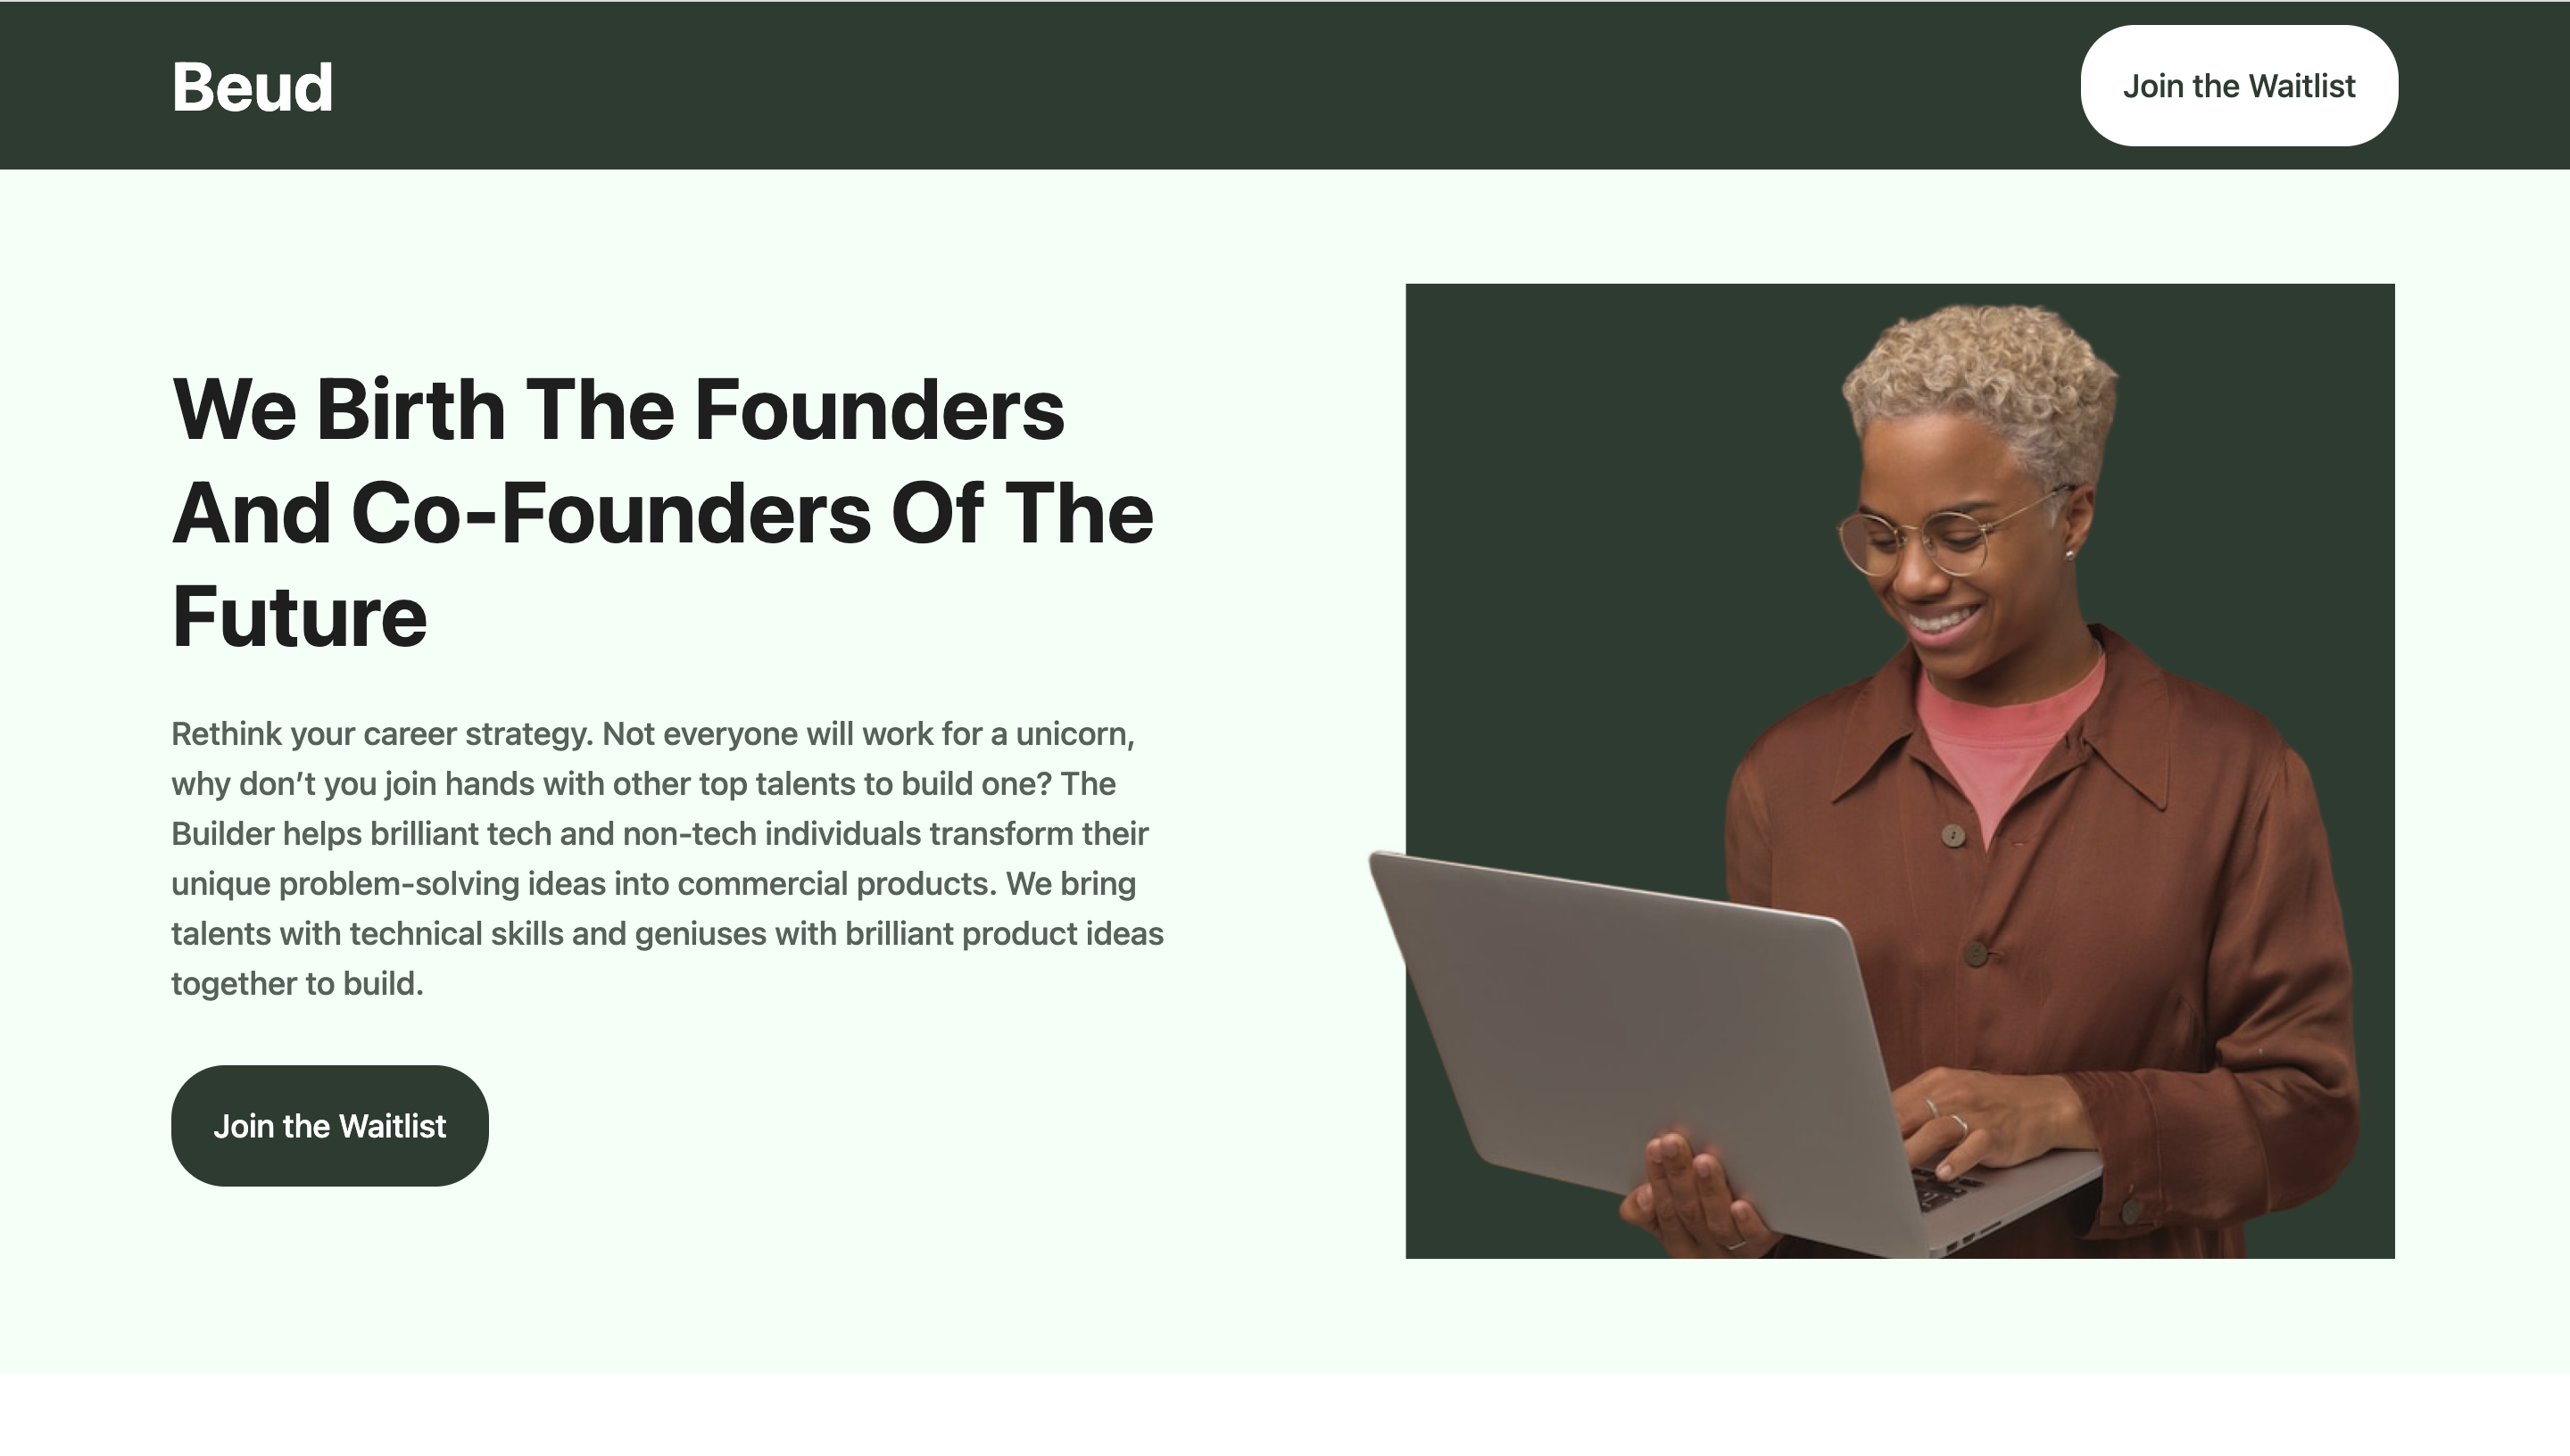 Beud
Join the Waitlist
We Birth The Founders
And Co-Founders Of The
Future
Rethink your career strategy. Not everyone will work for a unicorn,
why don’t you join hands with other top talents to build one? The
Builder helps brilliant tech and non-tech individuals transform their
unique problem-solving ideas into commercial products. We bring
talents with technical skills and geniuses with brilliant product ideas
together to build.
Join the Waitlist